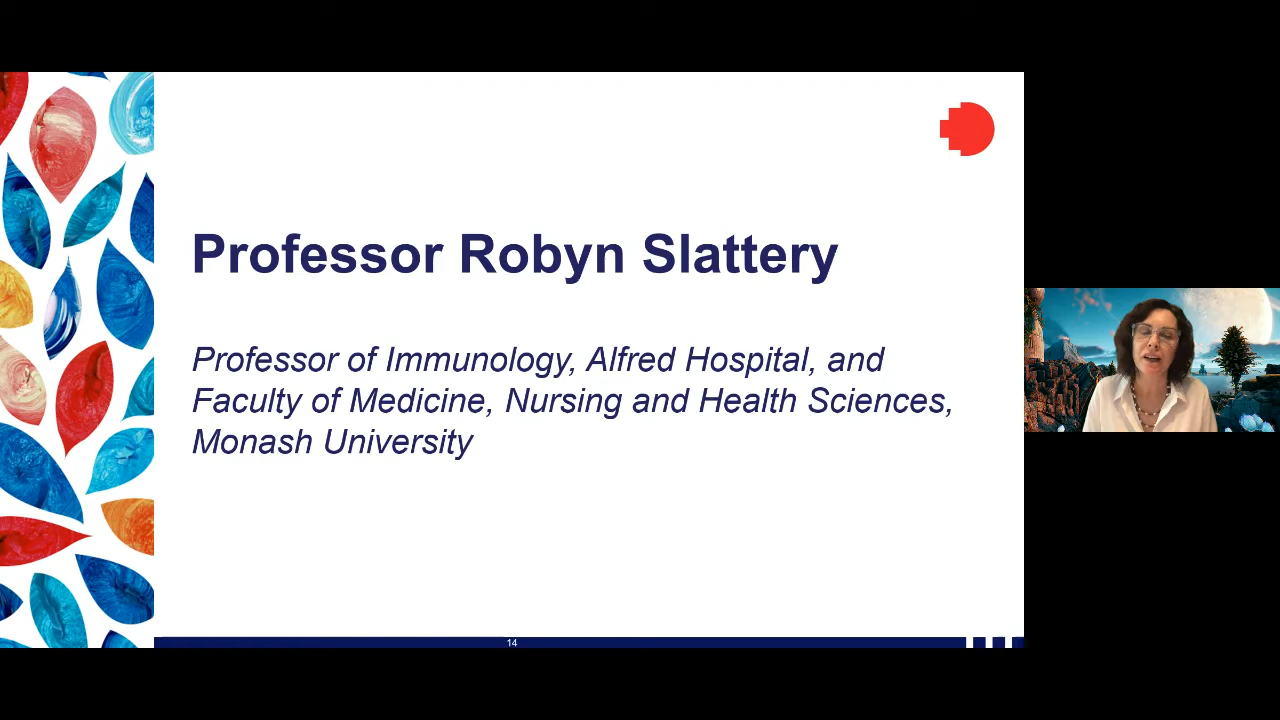 Professor Robyn Slattery
Professor of Immunology, Alfred Hospital, and
Faculty of Medicine, Nursing and Health Sciences,
Monash University
14